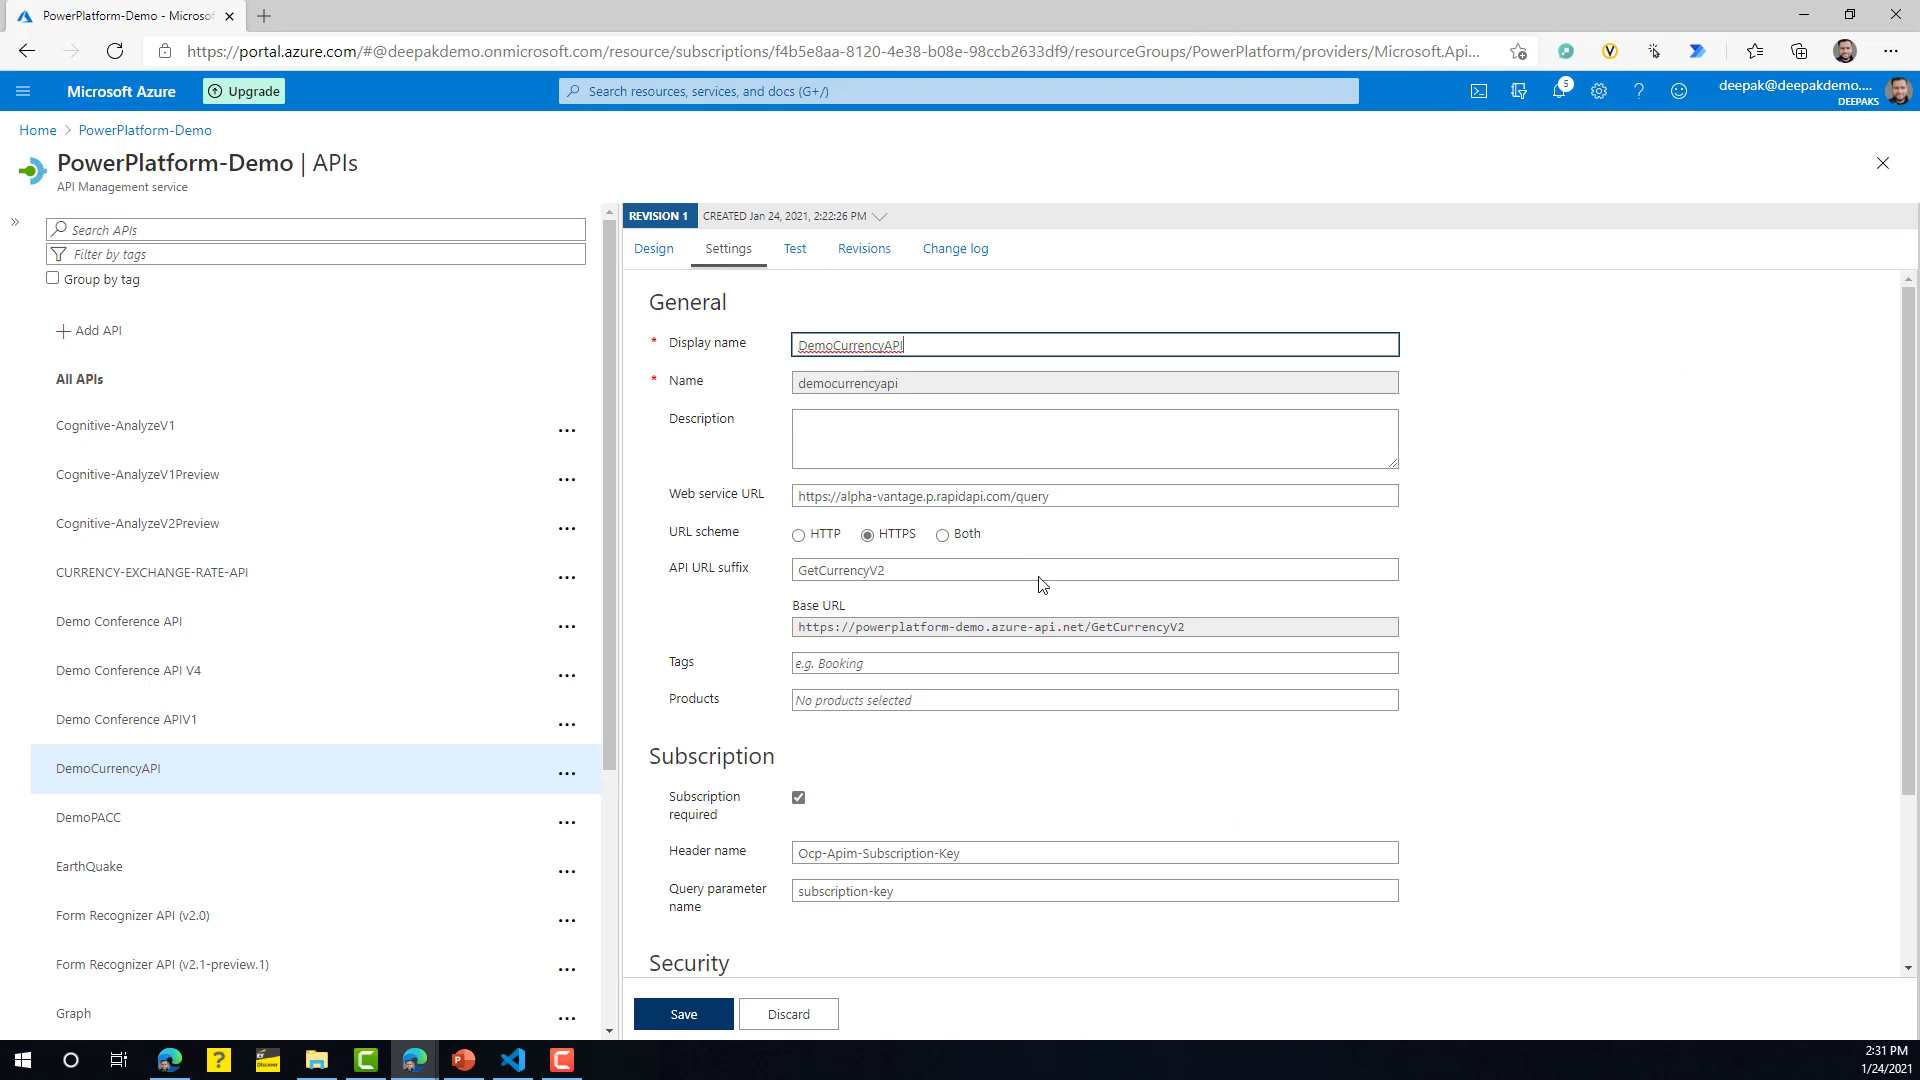 PowerPlatform-Demo - Microsof
https://portal.azure.com/#@deepakdemo.onmicrosoft.com/resource/subscriptions/f4b5e8aa-8120-4e38-b08e-98ccb2633df9/resourceGroups/PowerPlatform/providers/Microsoft.Api...
Microsoft Azure
Upgrade
Search resources, services, and docs (G+/)
5
deepak@deepakdemo....
DEEPAKS
Home > PowerPlatform-Demo
PowerPlatform-Demo | APIs
API Management service
Search APIs
Filter by tags
Group by tag
Add API
All APIs
Cognitive-AnalyzeV1
Cognitive-AnalyzeV1Preview
Cognitive-AnalyzeV2Preview
CURRENCY-EXCHANGE-RATE-API
Demo Conference API
Demo Conference API V4
Demo Conference APIV1
DemoCurrencyAPI
DemoPACC
EarthQuake
Form Recognizer API (v2.0)
Form Recognizer API (v2.1-preview.1)
Graph
REVISION 1 CREATED Jan 24, 2021, 2:22:26 PM
Design Settings Test Revisions Change log
General
* Display name DemoCurrencyAPI
* Name democurrencyapi
Description
Web service URL https://alpha-vantage.p.rapidapi.com/query
URL scheme HTTP HTTPS Both
API URL suffix GetCurrencyV2
Base URL
https://powerplatform-demo.azure-api.net/GetCurrencyV2
Tags e.g. Booking
Products No products selected
Subscription
Subscription required
Header name Ocp-Apim-Subscription-Key
Query parameter name subscription-key
Security
Save Discard
2:31 PM
1/24/2021